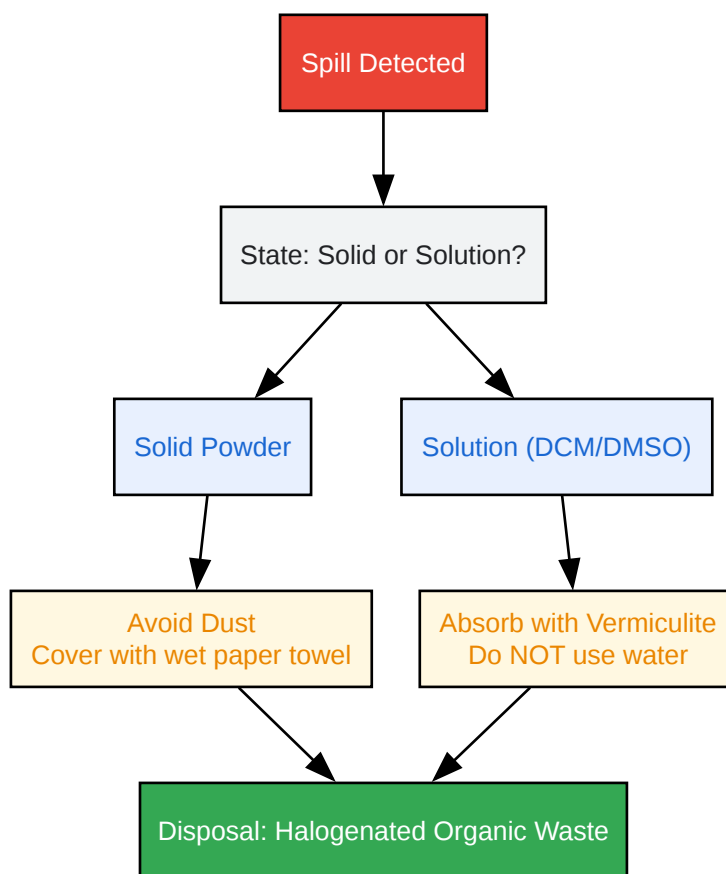 Spill Detected
State: Solid or Solution?
Solid Powder
Solution (DCM/DMSO)
Avoid Dust
Cover with wet paper towel
Absorb with Vermiculite
Do NOT use water
Disposal: Halogenated Organic Waste